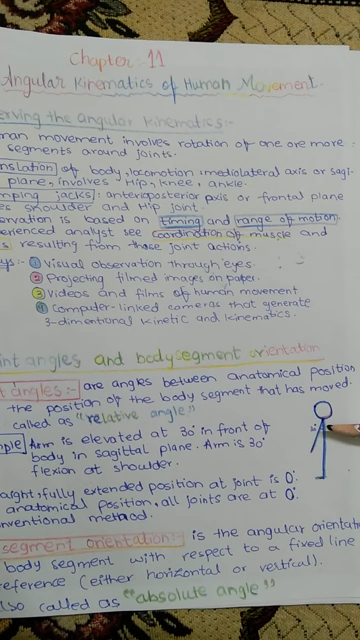 Chapter: 11
Angular Kinematics of Human Movement.
erving the angular kinematics:-
man movement involves rotation of one ore more
segments around joints.
nslation of body, locomotion, mediolateral axis or sagi-
plane, involves Hip, knee, ankle.
mping jacks: anteroposterior axis or frontal plane
es shoulder and Hip joint.
ervation is based on timing and range of motion.
erienced analyst see coordination of muscle and
s resulting from those joint actions.
ys:- 1 Visual observation through eyes.
2 Projecting filmed images on paper.
3 Videos and films of human movement
4 Computer-linked cameras that generate
3-dimentional kinetic and kinematics.
int angles and body segment orientation
t angles:- are angles between anatomical position
the position of the body segment that has moved.
called as "relative angle"
mple Arm is elevated at 30° in front of
body in sagittal plane. Arm is 30°
flexion at shoulder.
aight, fully extended position at joint is 0°.
anatomical position, all joints are at 0°.
nventional method.
segment orientation:- is the angular orientat
body segment with respect to a fixed line
reference (either horizontal or vertical).
lso called as "absolute angle"